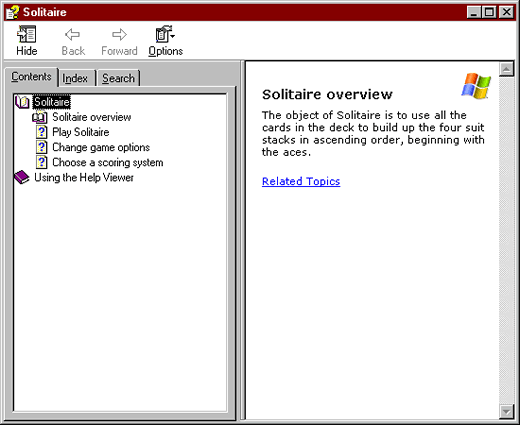 Solitaire
Hide Back Forward Options
Contents Index Search
Solitaire
Solitaire overview
Play Solitaire
Change game options
Choose a scoring system
Using the Help Viewer
Solitaire overview
The object of Solitaire is to use all the
cards in the deck to build up the four suit
stacks in ascending order, beginning with
the aces.
Related Topics